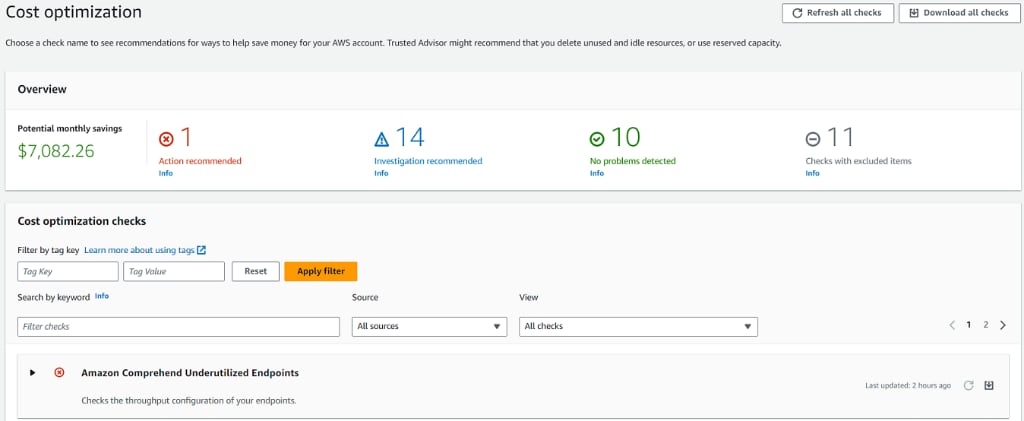 Cost optimization
Refresh all checks
Download all checks
Choose a check name to see recommendations for ways to help save money for your AWS account. Trusted Advisor might recommend that you delete unused and idle resources, or use reserved capacity.
Overview
Potential monthly savings
$7,082.26
1
Action recommended
Info
14
Investigation recommended
Info
10
No problems detected
Info
11
Checks with excluded items
Info
Cost optimization checks
Filter by tag key Learn more about using tags
Tag Key
Tag Value
Reset
Apply filter
Search by keyword Info
Source
View
Filter checks
All sources
All checks
1 2
Amazon Comprehend Underutilized Endpoints
Last updated: 2 hours ago
Checks the throughput configuration of your endpoints.